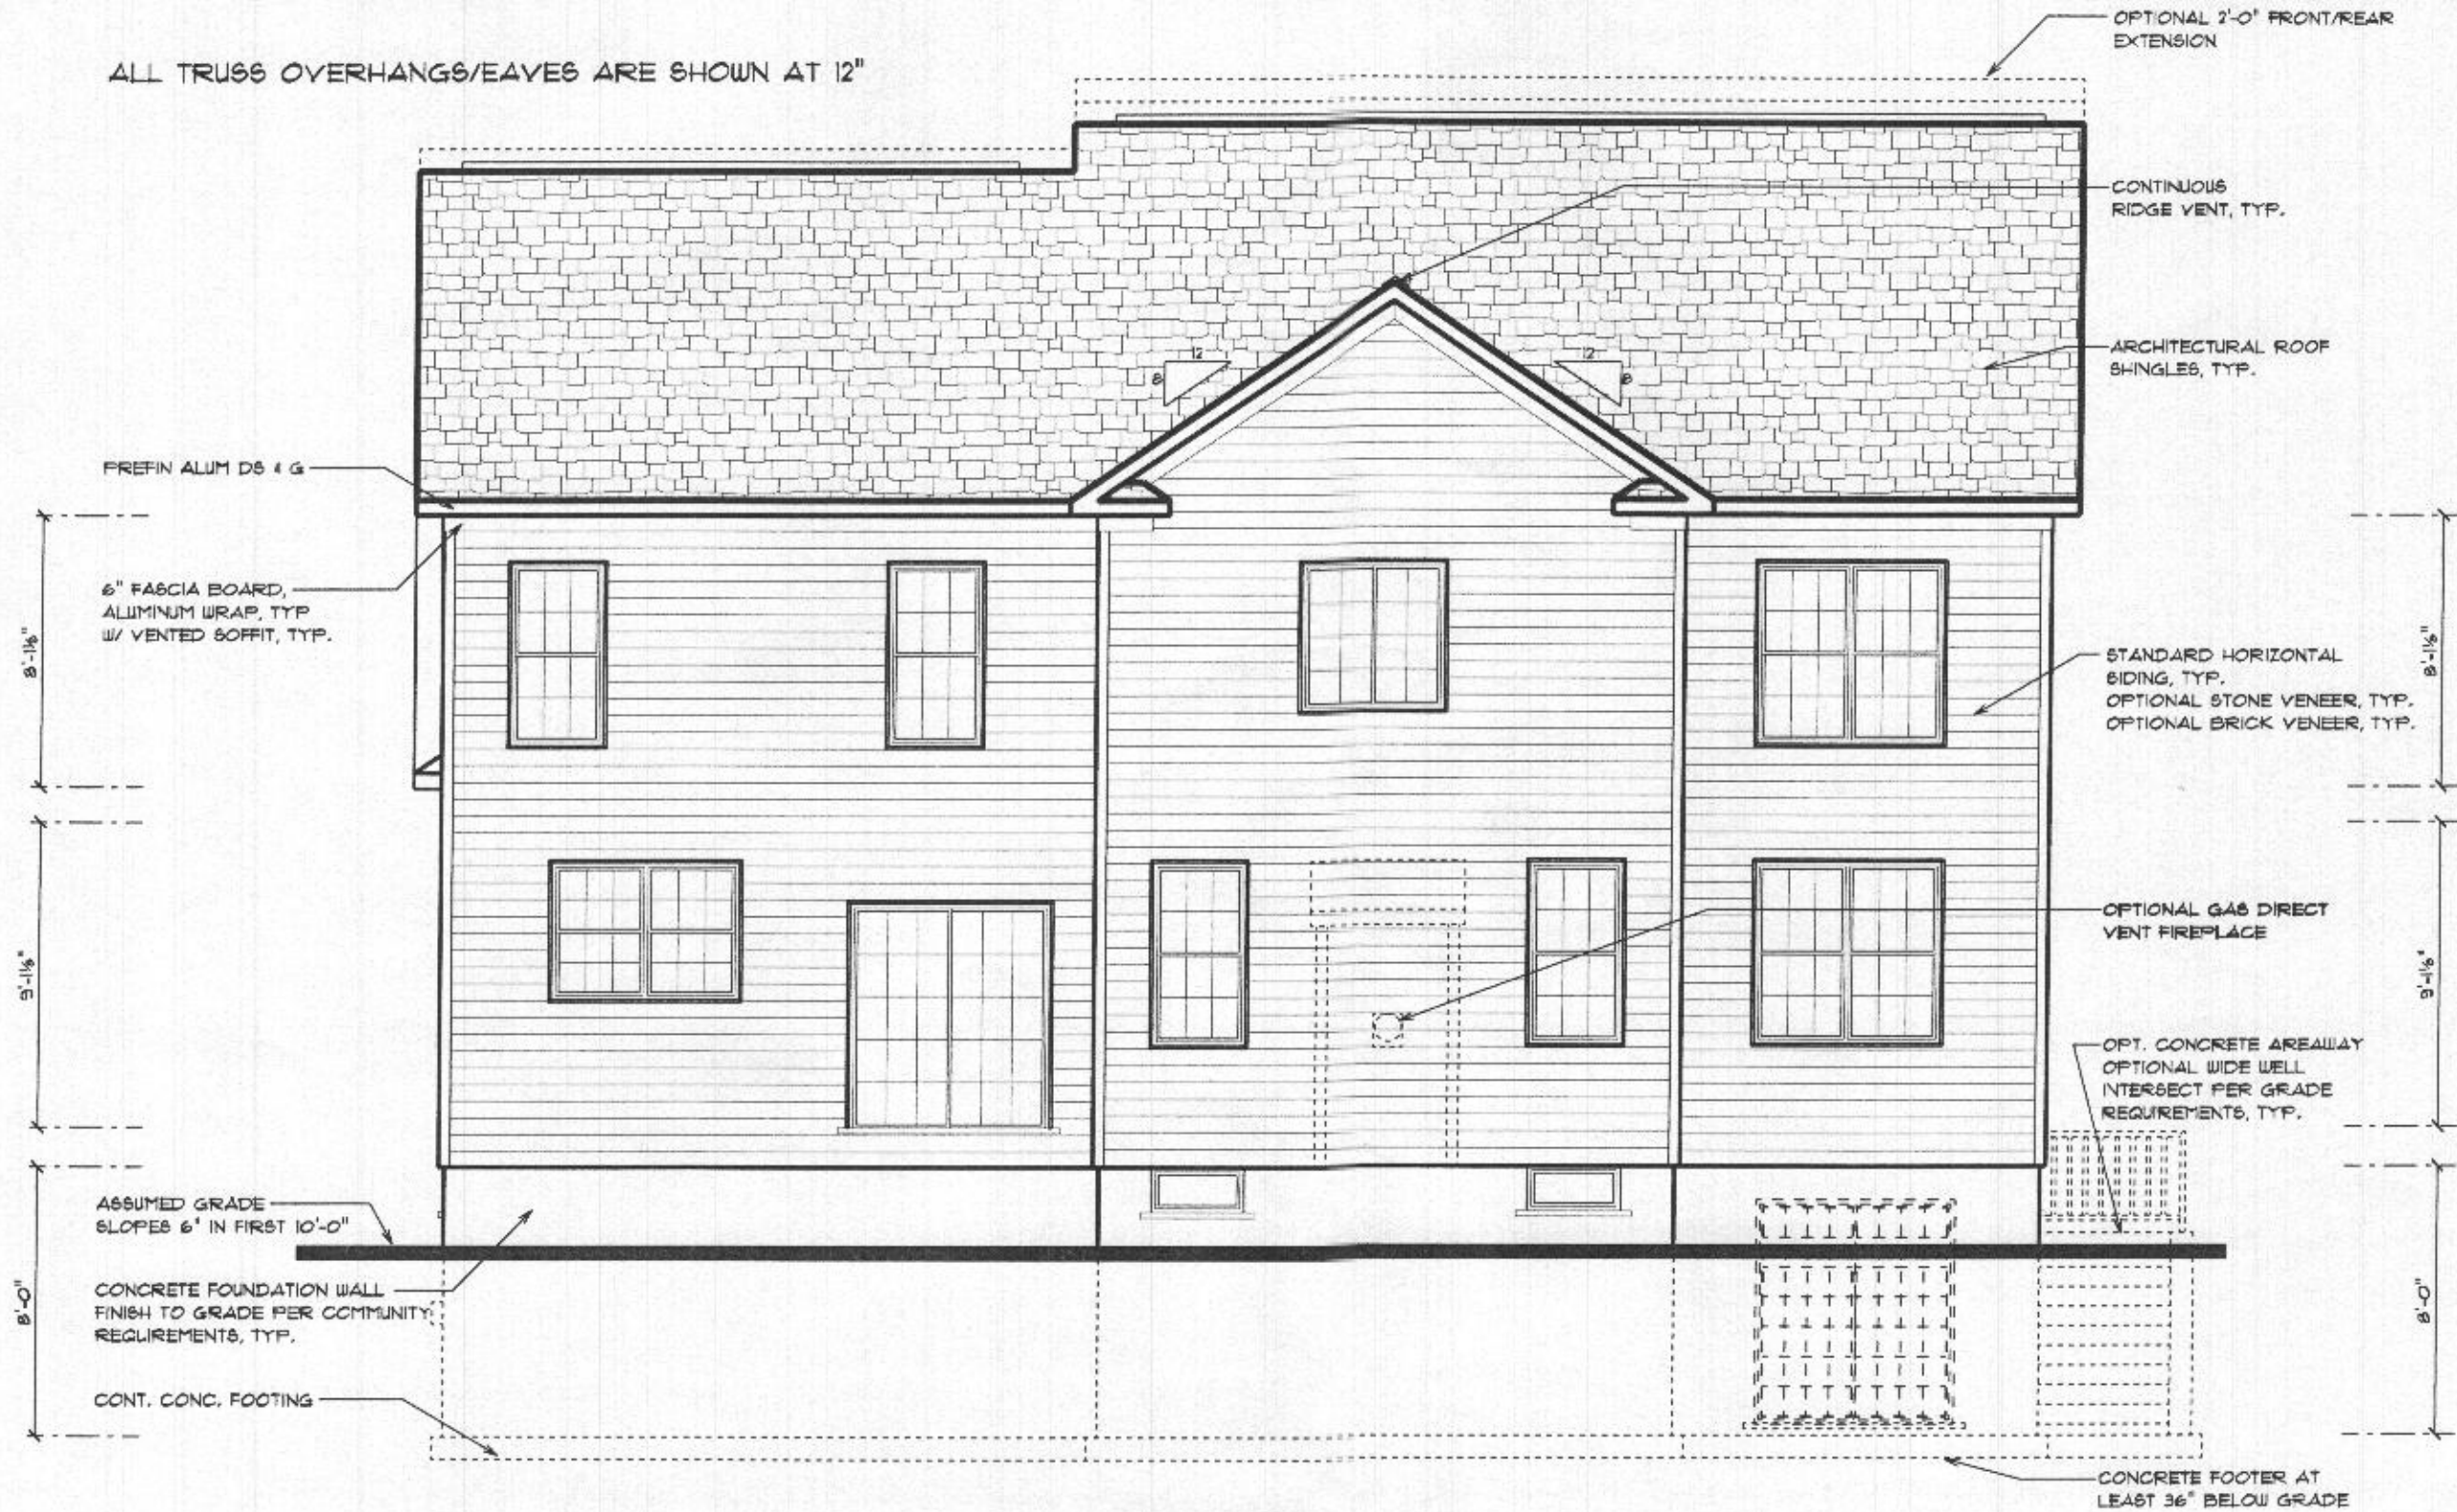 ALL TRUSS OVERHANGS/EAVES ARE SHOWN AT 12"
OPTIONAL 2'-0" FRONT/REAR
EXTENSION
CONTINUOUS
RIDGE VENT, TYP.
12
8
12
8
ARCHITECTURAL ROOF
SHINGLES, TYP.
PREFIN ALUM DS & G
6" FASCIA BOARD,
ALUMINUM WRAP, TYP
W/ VENTED SOFFIT, TYP.
8'-1⅛"
8'-1⅛"
STANDARD HORIZONTAL
SIDING, TYP.
OPTIONAL STONE VENEER, TYP.
OPTIONAL BRICK VENEER, TYP.
9'-1⅛"
9'-1⅛"
OPTIONAL GAS DIRECT
VENT FIREPLACE
OPT. CONCRETE AREAWAY
OPTIONAL WIDE WELL
INTERSECT PER GRADE
REQUIREMENTS, TYP.
ASSUMED GRADE
SLOPES 6" IN FIRST 10'-0"
CONCRETE FOUNDATION WALL
FINISH TO GRADE PER COMMUNITY
REQUIREMENTS, TYP.
8'-0"
8'-0"
CONT. CONC. FOOTING
CONCRETE FOOTER AT
LEAST 36" BELOW GRADE